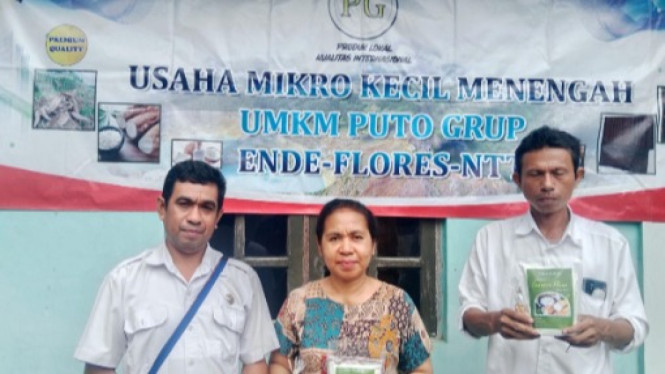 PG
PREMIUM
QUALITY
PRODUK LOKAL
KUALITAS INTERNASIONAL
USAHA MIKRO KECIL MENENGAH
UMKM PUTO GRUP
ENDE-FLORES-NTT